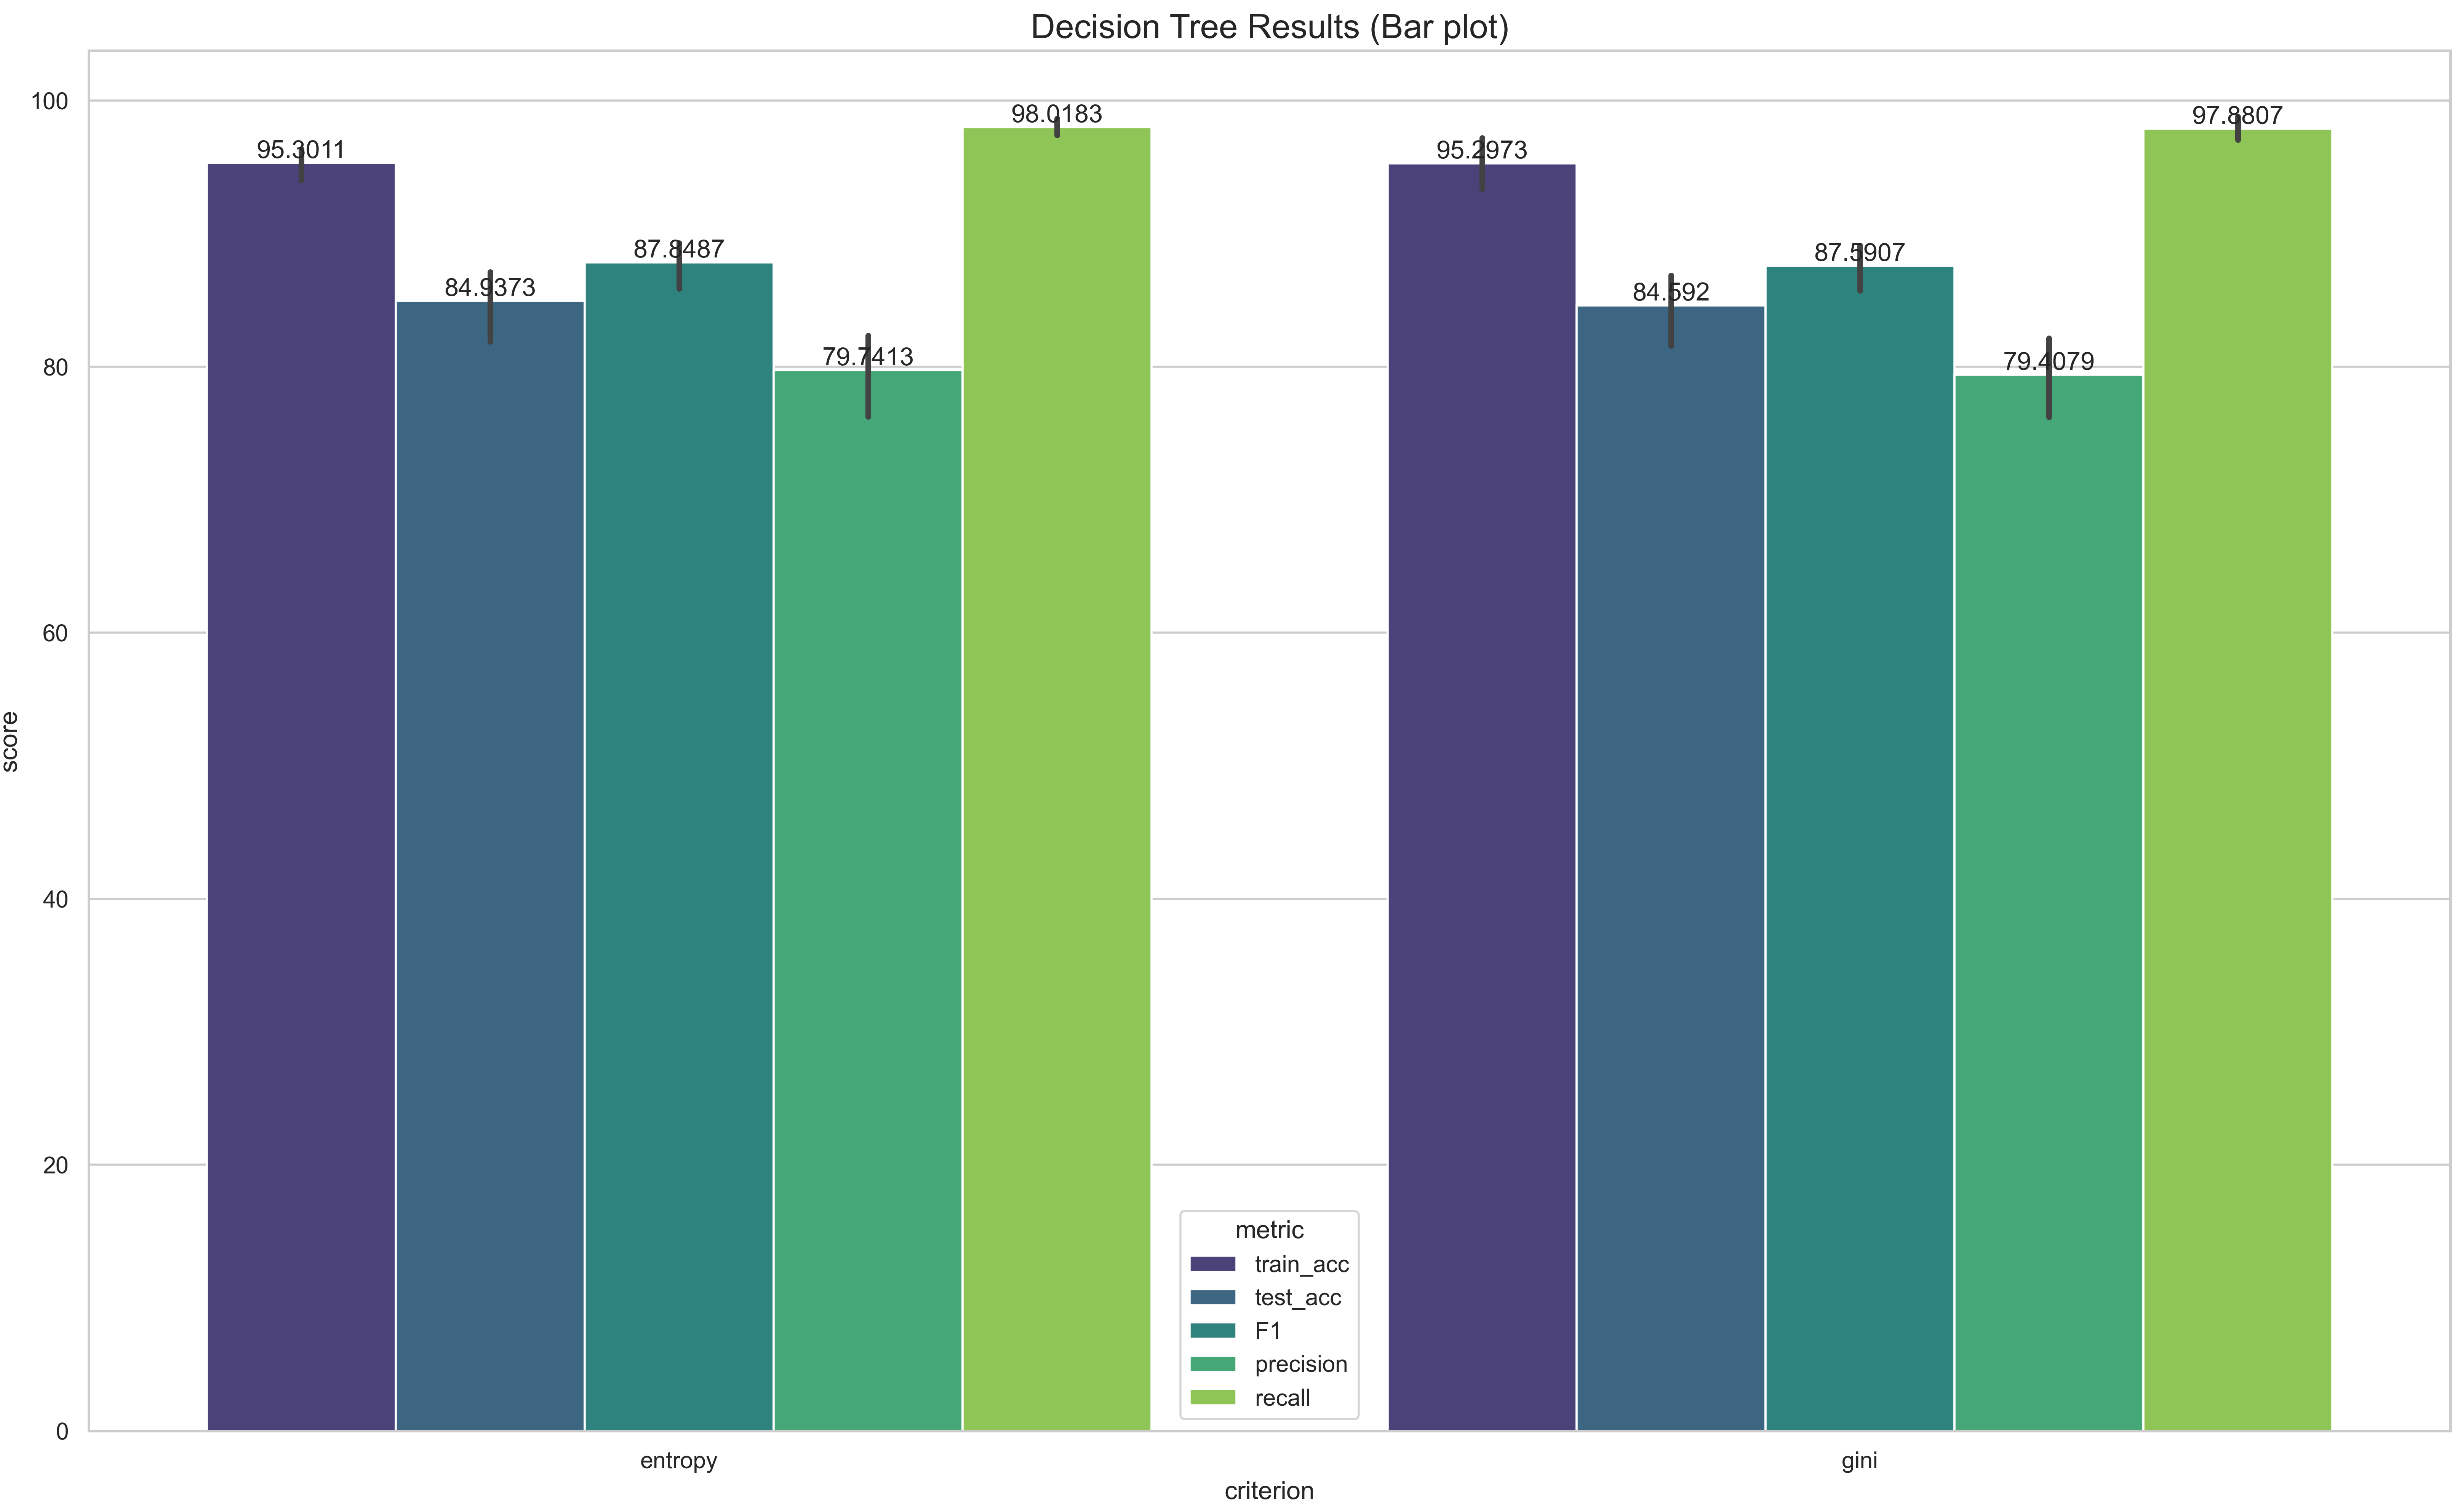 Decision Tree Results (Bar plot)
100
80
60
40
20
0
score
95.3011
84.9373
87.8487
79.7413
98.0183
95.2973
84.592
87.5907
79.4079
97.8807
metric
train_acc
test_acc
F1
precision
recall
entropy
gini
criterion